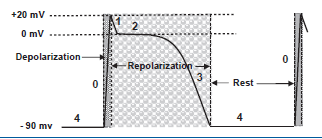 +20 mv
1
0 mv
2
Depolarization
Repolarization
0
3
Rest
0
4
4
- 90 mv